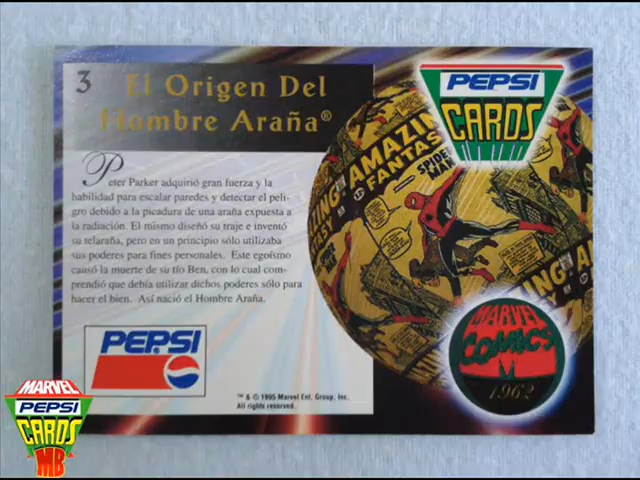 3
El Origen Del
Hombre Araña®
Peter Parker adquirió gran fuerza y la
habilidad para escalar paredes y detectar el peli-
gro debido a la picadura de una araña expuesta a
la radiación. El mismo diseñó su traje e inventó
su telaraña, pero en un principio sólo utilizaba
sus poderes para fines personales. Este egoísmo
causó la muerte de su tío Ben, con lo cual com-
prendió que debía utilizar dichos poderes sólo para
hacer el bien. Así nació el Hombre Araña.
PEPSI
™ & © 1995 Marvel Ent. Group, Inc.
All rights reserved.
PEPSI
CARDS
AMAZING
FANTASY
SPIDER
MAN
MARVEL
COMICS
M
1962
MARVEL
PEPSI
CARDS
MB